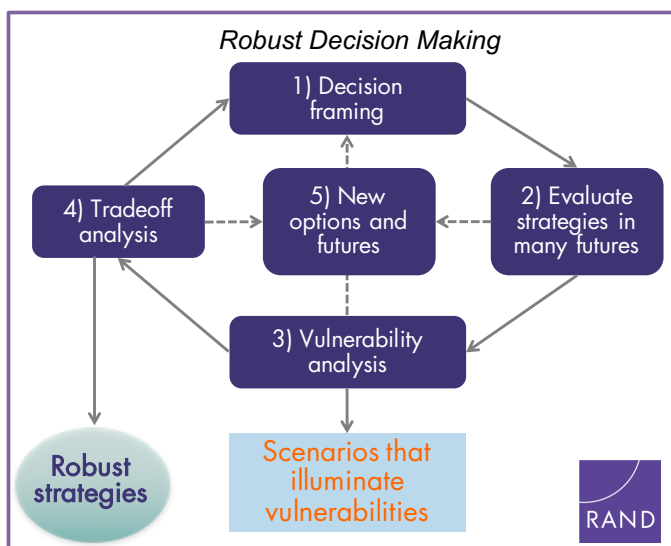 Robust Decision Making
1) Decision
framing
4) Tradeoff
analysis
5) New
options and
futures
2) Evaluate
strategies in
many futures
3) Vulnerability
analysis
Robust
strategies
Scenarios that
illuminate
vulnerabilities
RAND